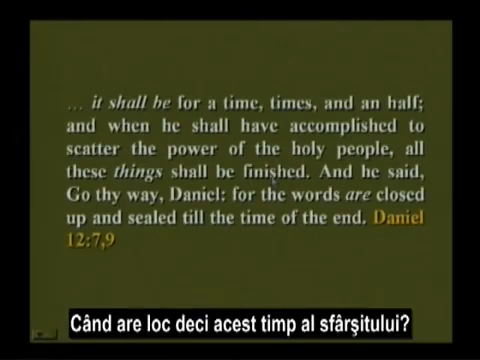 ... it shall be for a time, times, and an half;
and when he shall have accomplished to
scatter the power of the holy people, all
these things shall be finished. And he said,
Go thy way, Daniel: for the words are closed
up and sealed till the time of the end. Daniel
12:7,9
Când are loc deci acest timp al sfârşitului?